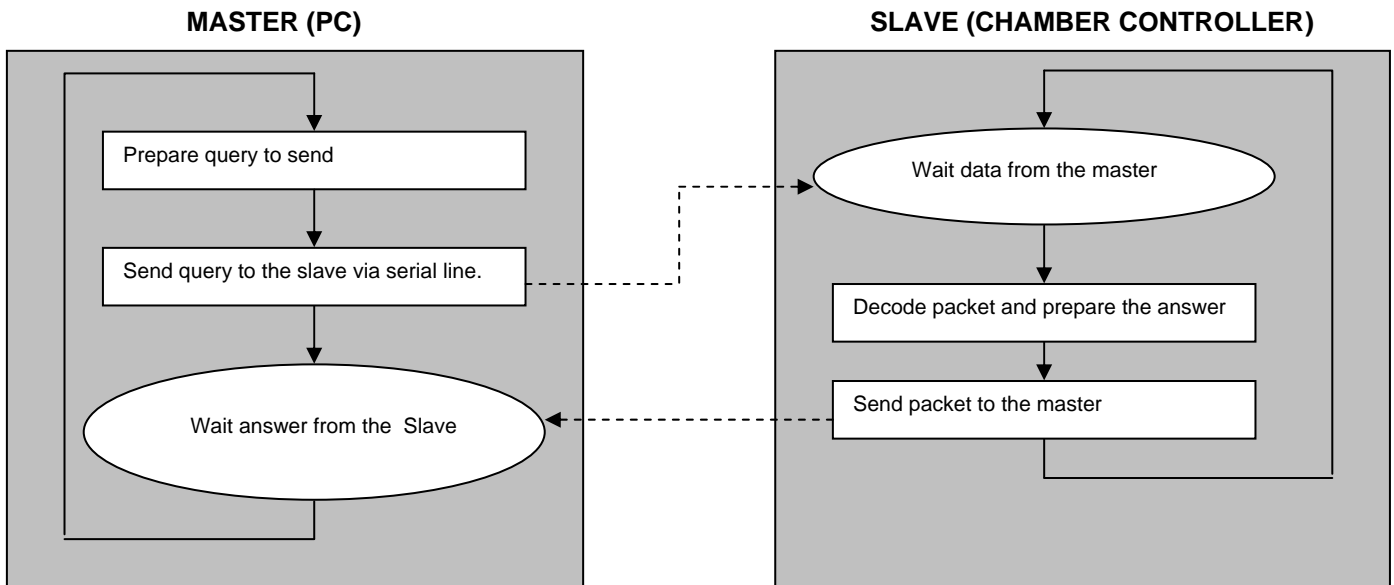 MASTER (PC)
Prepare query to send
Send query to the slave via serial line.
Wait answer from the  Slave
SLAVE (CHAMBER CONTROLLER)
Wait data from the master
Decode packet and prepare the answer
Send packet to the master